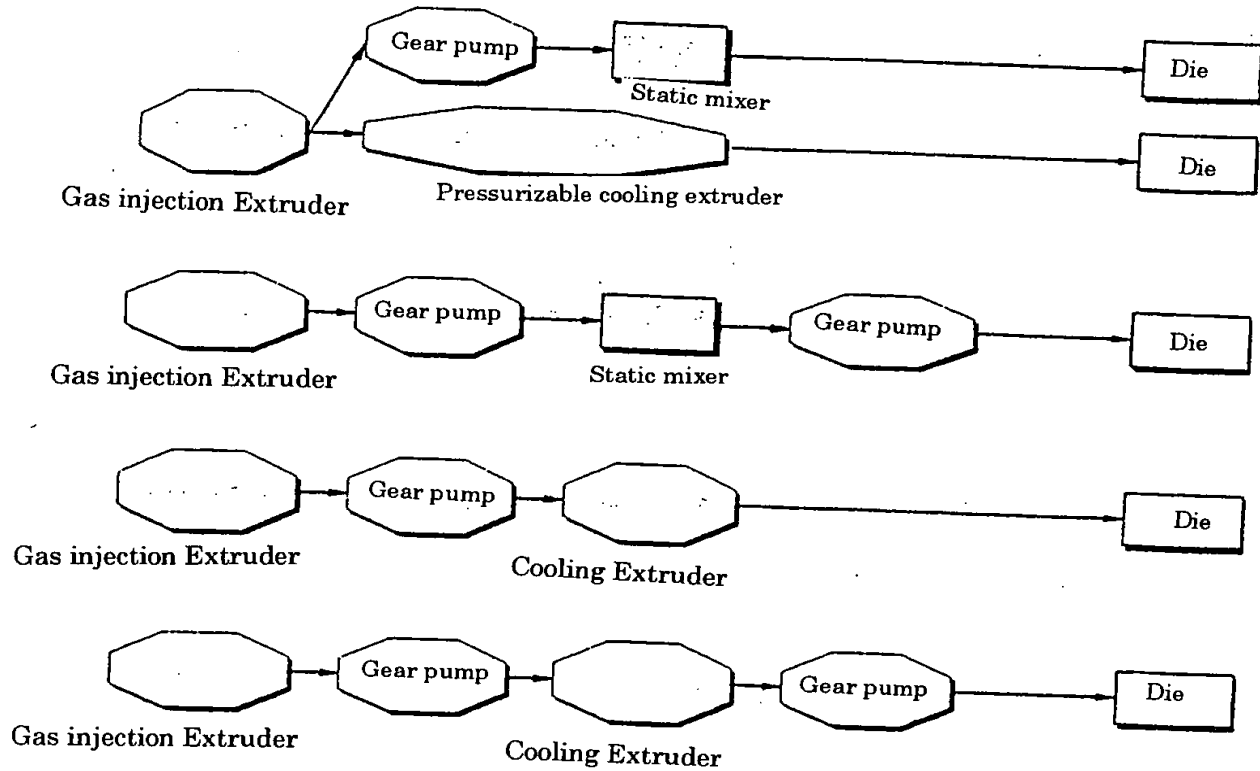 Gear pump
Static mixer
Die
Gas injection Extruder
Pressurizable cooling extruder
Die
Gas injection Extruder
Gear pump
Static mixer
Gear pump
Die
Gas injection Extruder
Gear pump
Cooling Extruder
Die
Gas injection Extruder
Gear pump
Cooling Extruder
Gear pump
Die